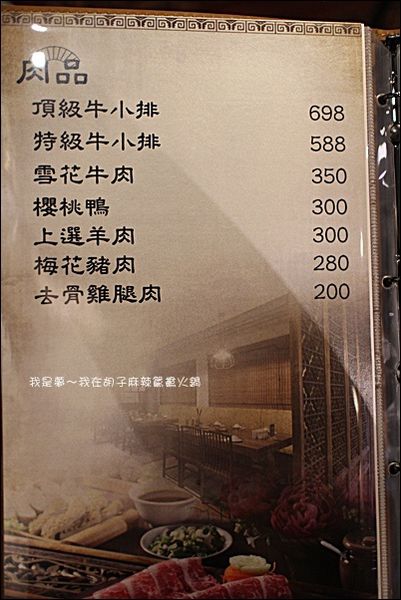 肉品
頂級牛小排 698
特級牛小排 588
雪花牛肉 350
櫻桃鴨 300
上選羊肉 300
梅花豬肉 280
去骨雞腿肉 200
我是夢～我在胡子麻辣鴛鴦火鍋